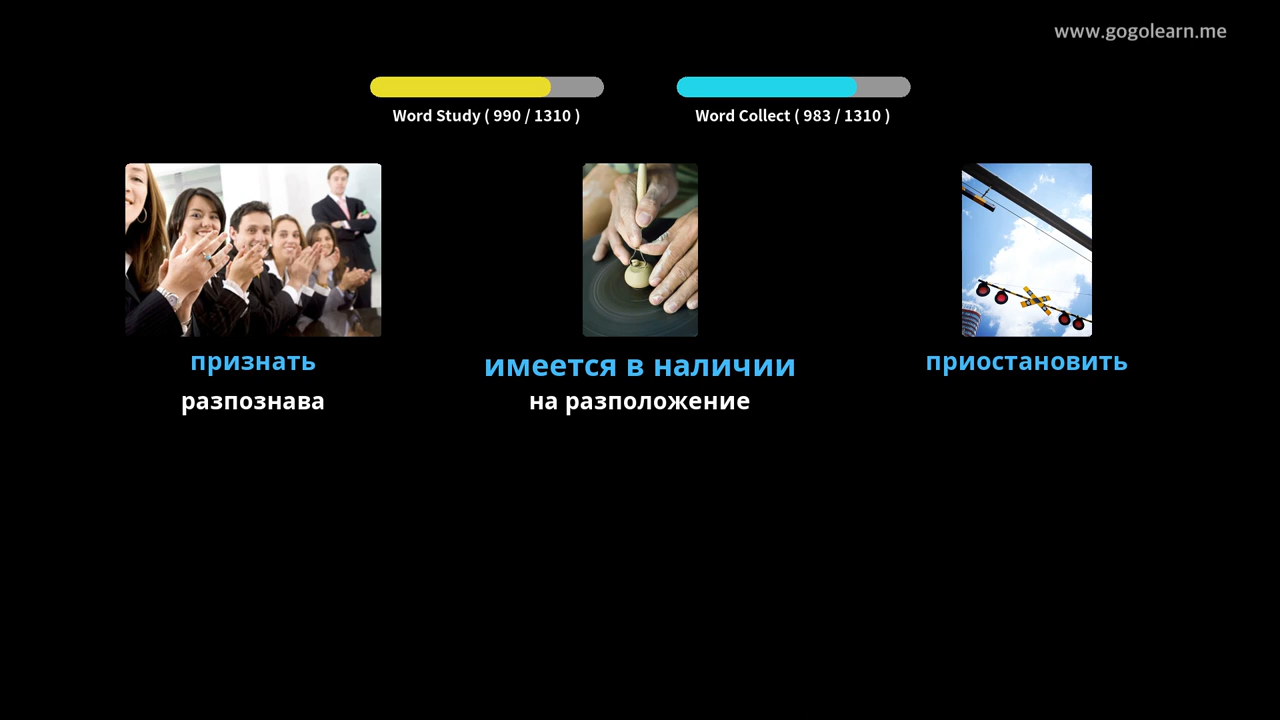 www.gogolearn.me
Word Study ( 990 / 1310 )
Word Collect ( 983 / 1310 )
признать
имеется в наличии
приостановить
разпознава
на разположение